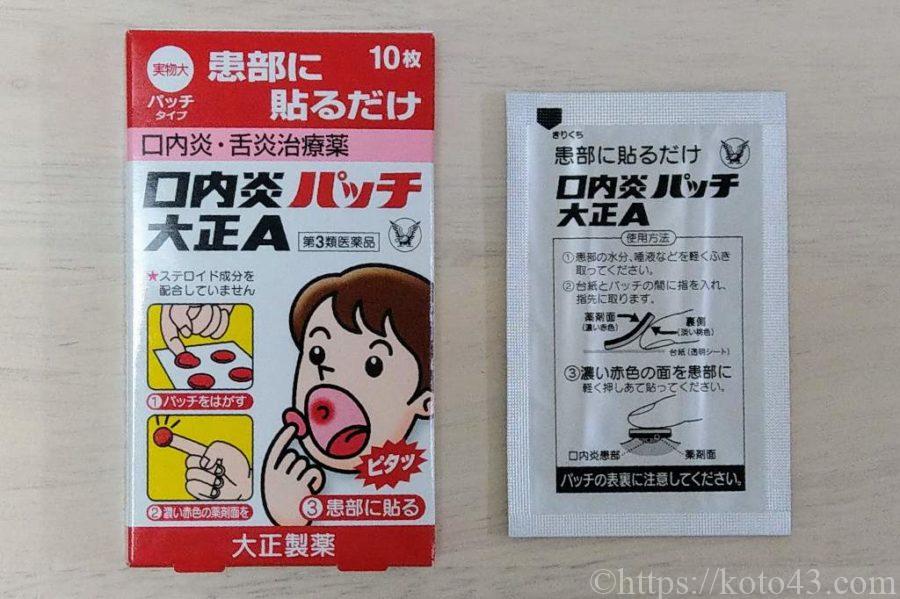 実物大
パッチ
タイプ
患部に
貼るだけ
10枚
口内炎・舌炎治療薬
口内炎パッチ
大正A
第3類医薬品
★ステロイド成分を
配合していません
①パッチをはがす
②濃い赤色の薬剤面を
ピタッ
③患部に貼る
大正製薬
きりくち
患部に貼るだけ
口内炎パッチ
大正A
使用方法
①患部の水分、唾液などを軽くふき
取ってください。
②台紙とパッチの間に指を入れ、
指先に取ります。
薬剤面
(濃い赤色)
裏側
(淡い桃色)
台紙(透明シート)
③濃い赤色の面を患部に
軽く押しあて貼ってください。
口内炎患部
薬剤面
パッチの表裏に注意してください。
©https://koto43.com